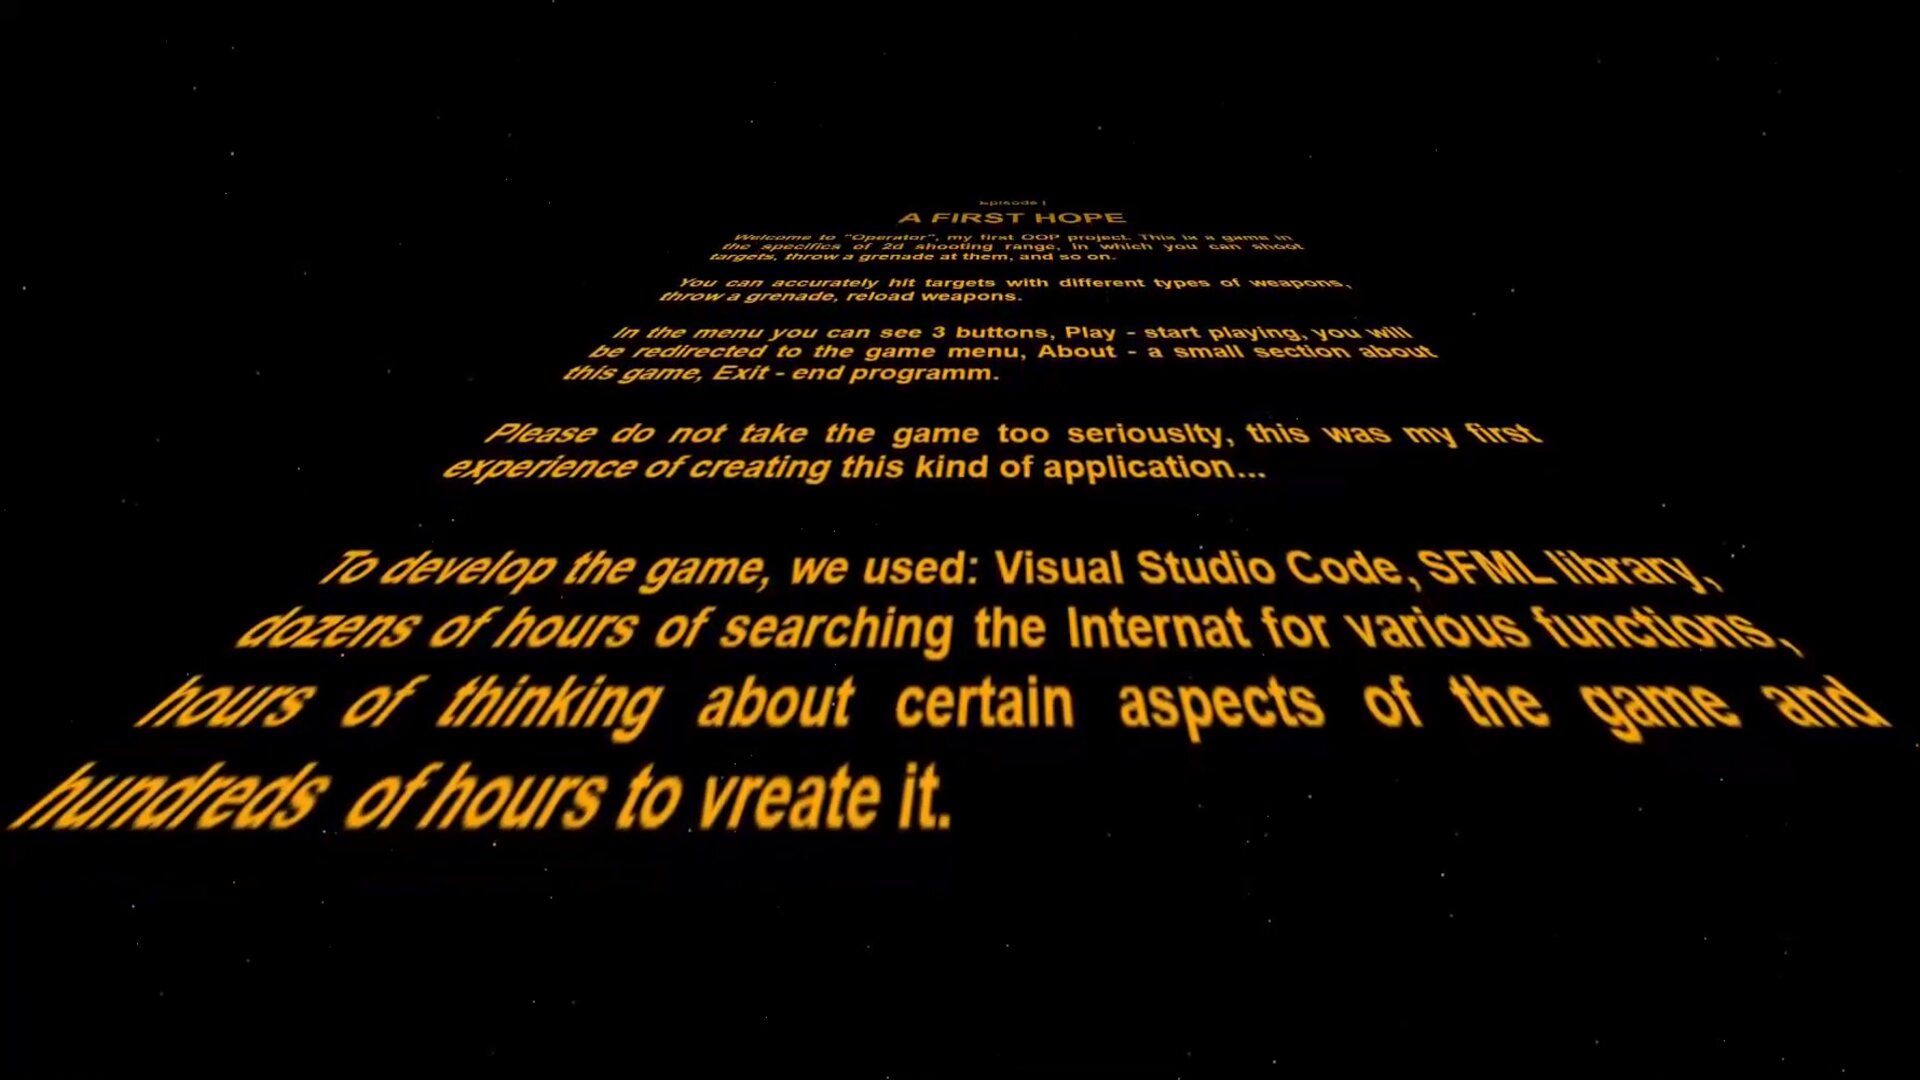 Episode I
A FIRST HOPE
Welcome to "Operator", my first OOP project. This is a game in
the specifics of 2d shooting range, in which you can shoot
targets, throw a grenade at them, and so on.
You can accurately hit targets with different types of weapons,
throw a grenade, reload weapons.
In the menu you can see 3 buttons, Play - start playing, you will
be redirected to the game menu, About - a small section about
this game, Exit - end programm.
Please do not take the game too seriouslty, this was my first
experience of creating this kind of application...
To develop the game, we used: Visual Studio Code, SFML library,
dozens of hours of searching the Internat for various functions,
hours of thinking about certain aspects of the game and
hundreds of hours to vreate it.